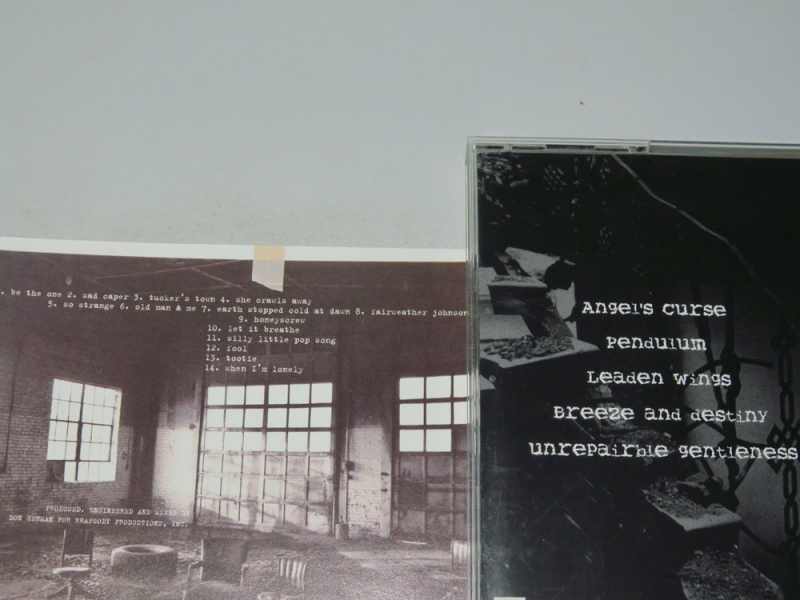 . be the one 2. sad caper 3. tucker's town 4. she crawls away
5. so strange 6. old man & me 7. earth stopped cold at dawn 8. fairweather johnson
9. honeyscrew
10. let it breathe
11. silly little pop song
12. fool
13. tootie
14. when I'm lonely
PRODUCED, ENGINEERED AND MIXED BY
DON GEHMAN FOR RHAPSODY PRODUCTIONS, INC.
Angel's curse
Pendulum
Leaden wings
Breeze and destiny
unrepairble gentleness